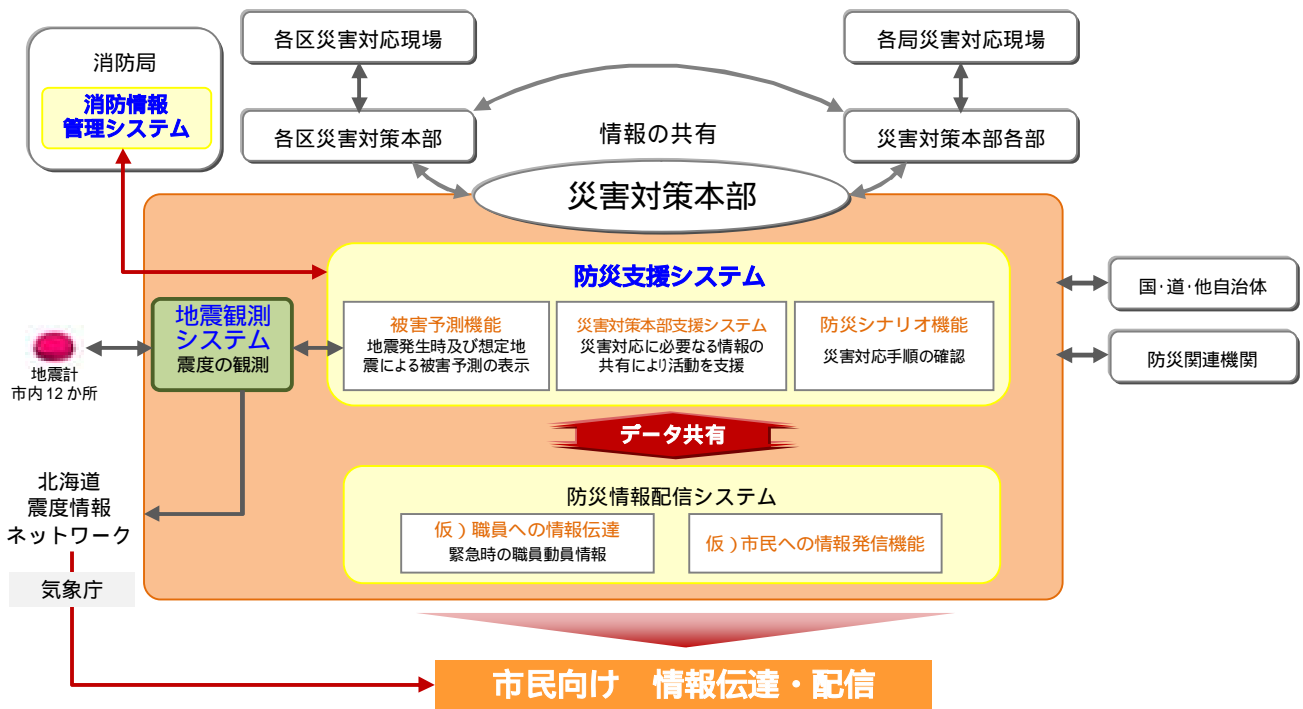 消防局
消防情報
管理システム
各区災害対応現場
各局災害対応現場
各区災害対策本部
情報の共有
災害対策本部各部
災害対策本部
防災支援システム
地震観測
システム
震度の観測
被害予測機能
地震発生時及び想定地
震による被害予測の表示
災害対策本部支援システム
災害対応に必要なる情報の
共有により活動を支援
防災シナリオ機能
災害対応手順の確認
国・道・他自治体
防災関連機関
地震計
市内12か所
データ共有
防災情報配信システム
仮）職員への情報伝達
緊急時の職員動員情報
仮）市民への情報発信機能
北海道
震度情報
ネットワーク
気象庁
市民向け　情報伝達・配信